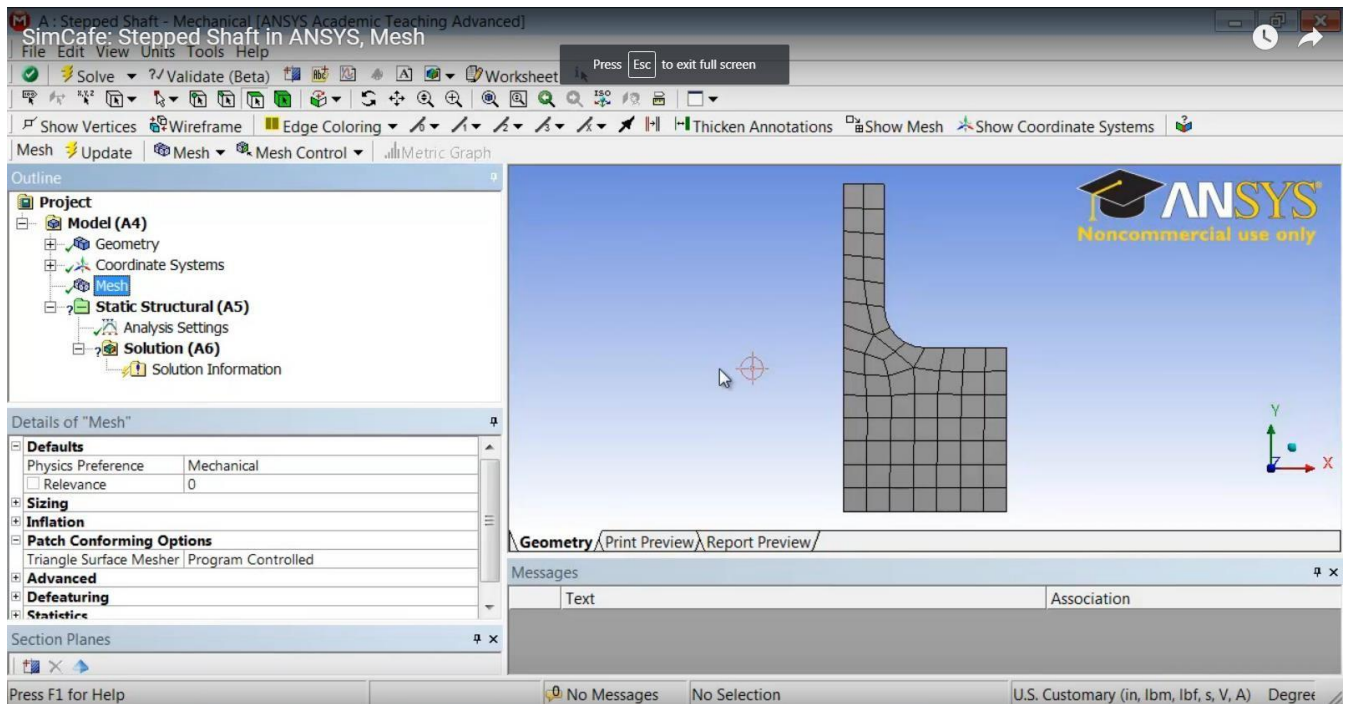 A : Stepped Shaft - Mechanical [ANSYS Academic Teaching Advanced]
SimCafe: Stepped Shaft in ANSYS, Mesh
File Edit View Units Tools Help
Press Esc to exit full screen
Solve ?√ Validate (Beta) A Worksheet
ISO
Show Vertices Wireframe Edge Coloring Thicken Annotations Show Mesh Show Coordinate Systems
Mesh Update Mesh Mesh Control Metric Graph
Outline
Project
Model (A4)
Geometry
Coordinate Systems
Mesh
Static Structural (A5)
Analysis Settings
Solution (A6)
Solution Information
ANSYS
Noncommercial use only
Y
Z X
Details of "Mesh"
Defaults
Physics Preference Mechanical
Relevance 0
Sizing
Inflation
Patch Conforming Options
Triangle Surface Mesher Program Controlled
Advanced
Defeaturing
Statistics
Geometry Print Preview Report Preview
Messages
Text Association
Section Planes
Press F1 for Help 0 No Messages No Selection U.S. Customary (in, lbm, lbf, s, V, A) Degree